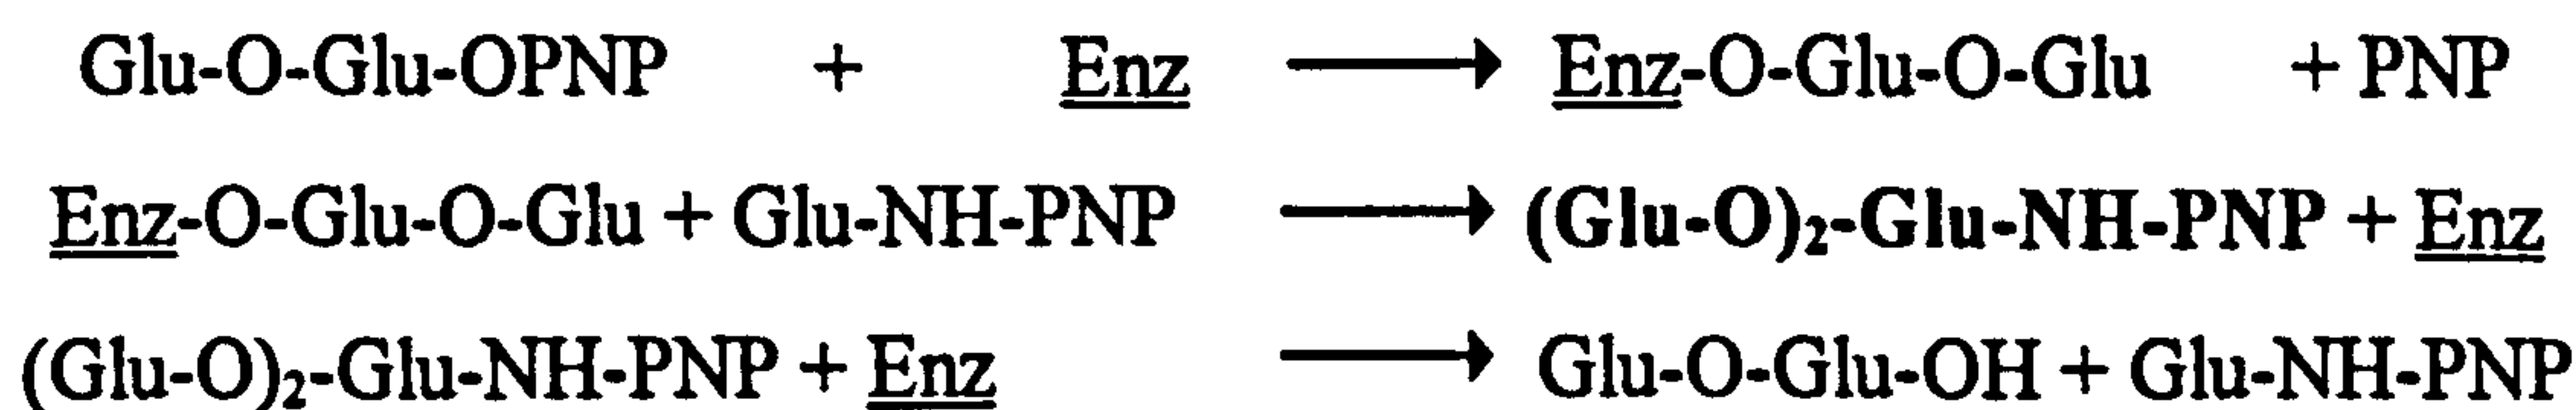 Glu-O-Glu-OPNP + Enz ⟶ Enz-O-Glu-O-Glu + PNP
Enz-O-Glu-O-Glu + Glu-NH-PNP ⟶ (Glu-O)₂-Glu-NH-PNP + Enz
(Glu-O)₂-Glu-NH-PNP + Enz ⟶ Glu-O-Glu-OH + Glu-NH-PNP